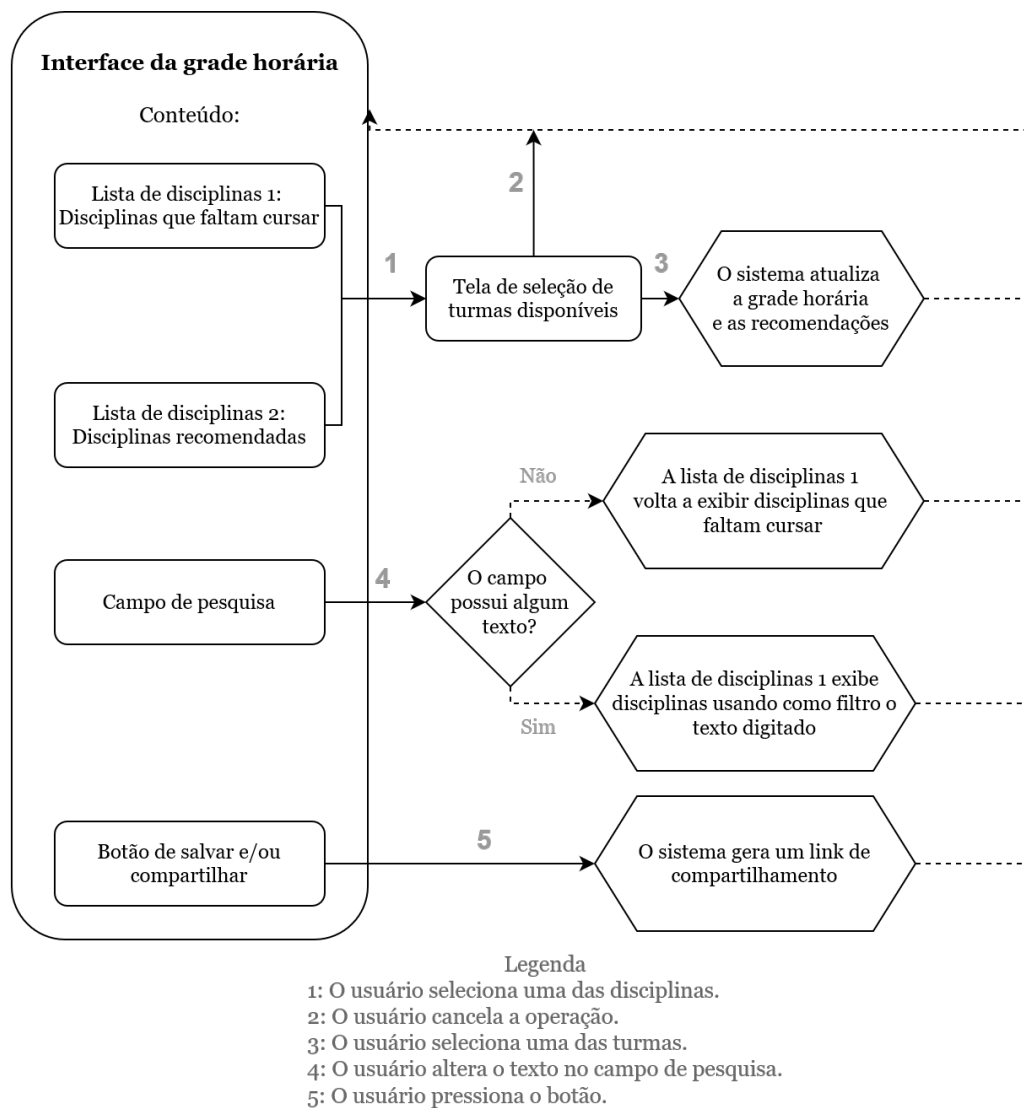 Interface da grade horária
Conteúdo:
Lista de disciplinas 1:
Disciplinas que faltam cursar
Lista de disciplinas 2:
Disciplinas recomendadas
Campo de pesquisa
Botão de salvar e/ou
compartilhar
1
Tela de seleção de
turmas disponíveis
2
3
O sistema atualiza
a grade horária
e as recomendações
4
O campo
possui algum
texto?
Não
A lista de disciplinas 1
volta a exibir disciplinas que
faltam cursar
Sim
A lista de disciplinas 1 exibe
disciplinas usando como filtro o
texto digitado
5
O sistema gera um link de
compartilhamento
Legenda
1: O usuário seleciona uma das disciplinas.
2: O usuário cancela a operação.
3: O usuário seleciona uma das turmas.
4: O usuário altera o texto no campo de pesquisa.
5: O usuário pressiona o botão.